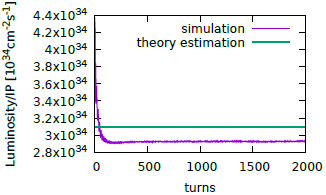 4.4x10³⁴
4.2x10³⁴
4x10³⁴
3.8x10³⁴
3.6x10³⁴
3.4x10³⁴
3.2x10³⁴
3x10³⁴
2.8x10³⁴
Luminosity/IP [10³⁴cm⁻²s⁻¹]
simulation
theory estimation
0 500 1000 1500 2000
turns